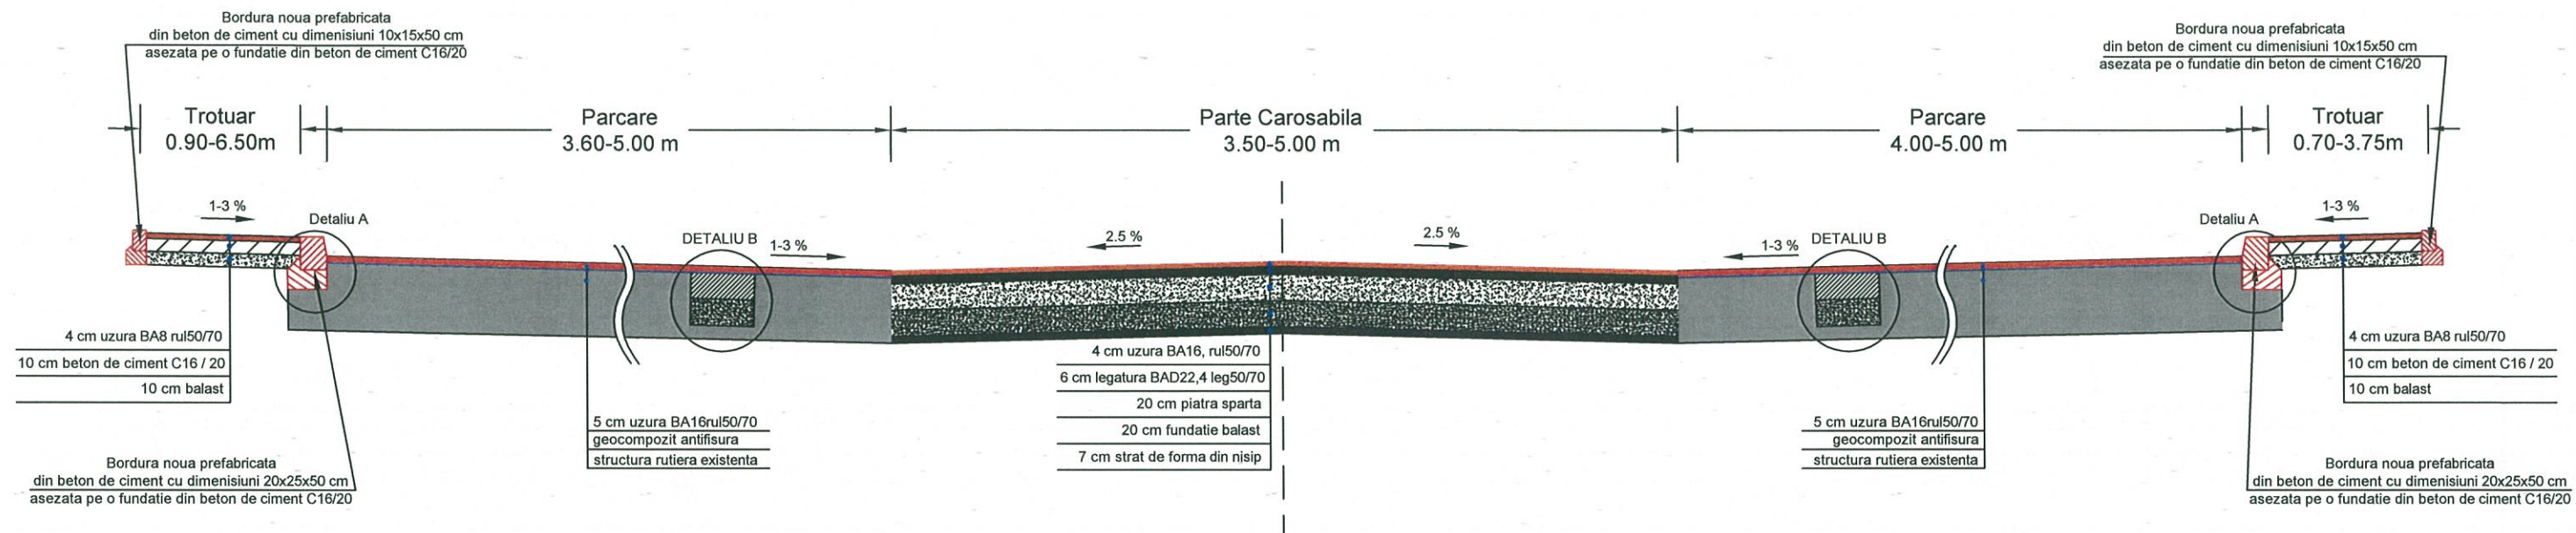 Bordura noua prefabricata
din beton de ciment cu dimenisiuni 10x15x50 cm
asezata pe o fundatie din beton de ciment C16/20
Bordura noua prefabricata
din beton de ciment cu dimenisiuni 10x15x50 cm
asezata pe o fundatie din beton de ciment C16/20
Trotuar
0.90-6.50m
Parcare
3.60-5.00 m
Parte Carosabila
3.50-5.00 m
Parcare
4.00-5.00 m
Trotuar
0.70-3.75m
1-3 %
Detaliu A
DETALIU B
1-3 %
2.5 %
2.5 %
1-3 %
DETALIU B
Detaliu A
1-3 %
4 cm uzura BA8 rul50/70
10 cm beton de ciment C16 / 20
10 cm balast
5 cm uzura BA16rul50/70
geocompozit antifisura
structura rutiera existenta
4 cm uzura BA16, rul50/70
6 cm legatura BAD22,4 leg50/70
20 cm piatra sparta
20 cm fundatie balast
7 cm strat de forma din nisip
5 cm uzura BA16rul50/70
geocompozit antifisura
structura rutiera existenta
4 cm uzura BA8 rul50/70
10 cm beton de ciment C16 / 20
10 cm balast
Bordura noua prefabricata
din beton de ciment cu dimenisiuni 20x25x50 cm
asezata pe o fundatie din beton de ciment C16/20
Bordura noua prefabricata
din beton de ciment cu dimenisiuni 20x25x50 cm
asezata pe o fundatie din beton de ciment C16/20